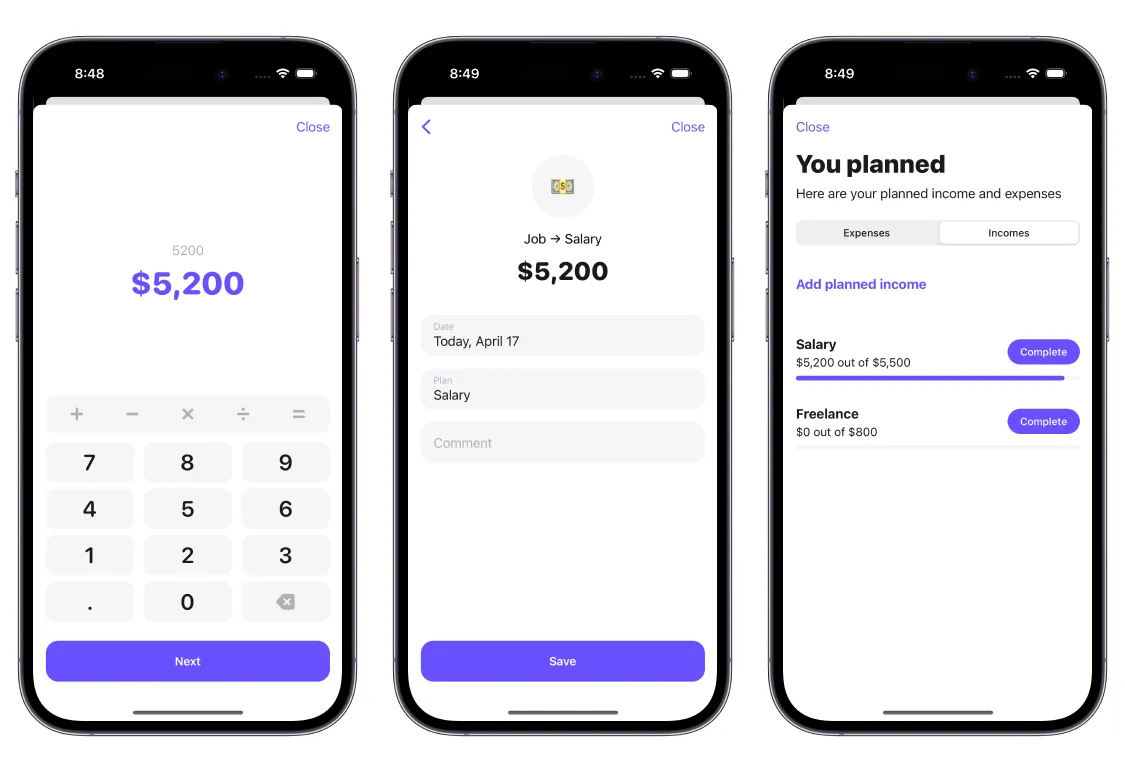 8:48
Close
5200
$5,200
+ − × ÷ =
7 8 9
4 5 6
1 2 3
. 0
Next
8:49
Close
Job → Salary
$5,200
Date
Today, April 17
Plan
Salary
Comment
Save
8:49
Close
You planned
Here are your planned income and expenses
Expenses Incomes
Add planned income
Salary
$5,200 out of $5,500
Complete
Freelance
$0 out of $800
Complete